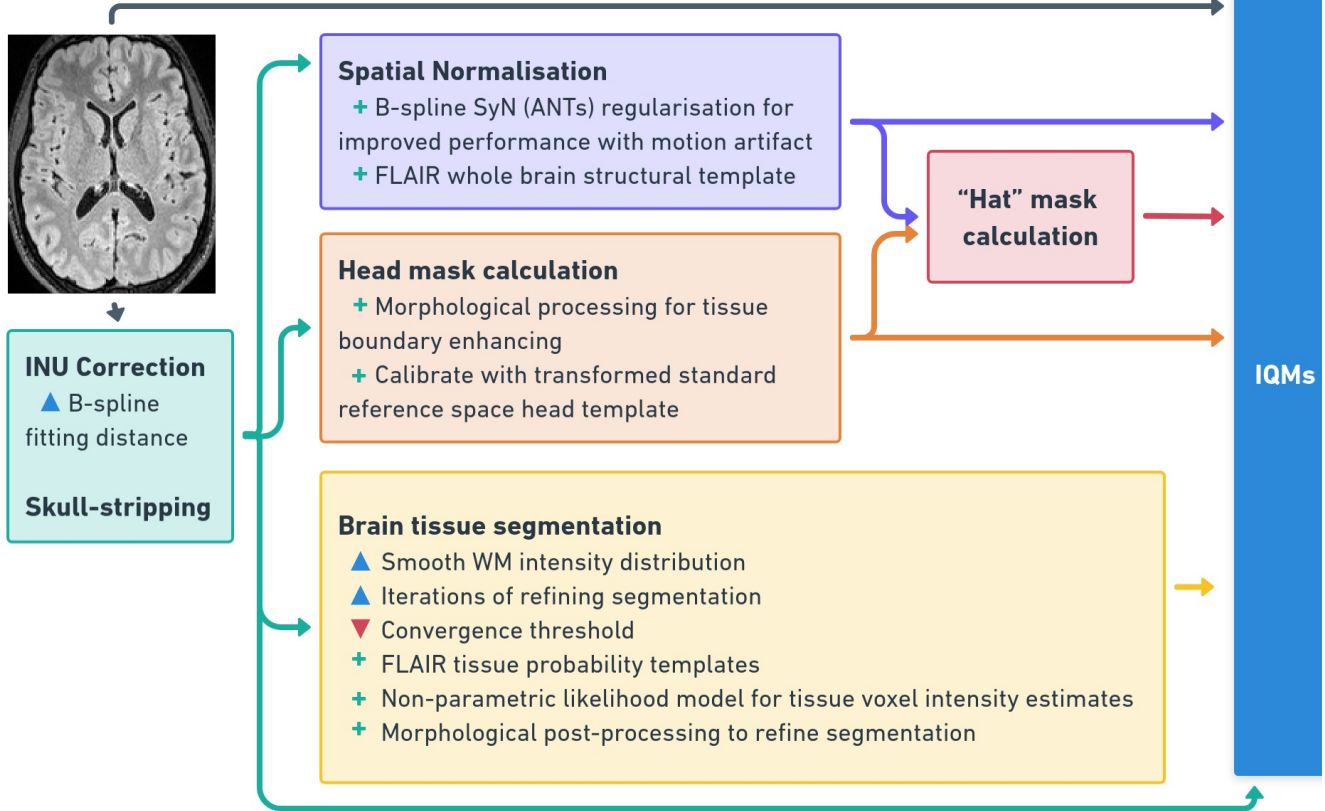 Spatial Normalisation
+ B-spline SyN (ANTs) regularisation for
improved performance with motion artifact
+ FLAIR whole brain structural template
"Hat" mask
calculation
Head mask calculation
+ Morphological processing for tissue
boundary enhancing
+ Calibrate with transformed standard
reference space head template
INU Correction
▲ B-spline
fitting distance
Skull-stripping
IQMs
Brain tissue segmentation
▲ Smooth WM intensity distribution
▲ Iterations of refining segmentation
▼ Convergence threshold
+ FLAIR tissue probability templates
+ Non-parametric likelihood model for tissue voxel intensity estimates
+ Morphological post-processing to refine segmentation